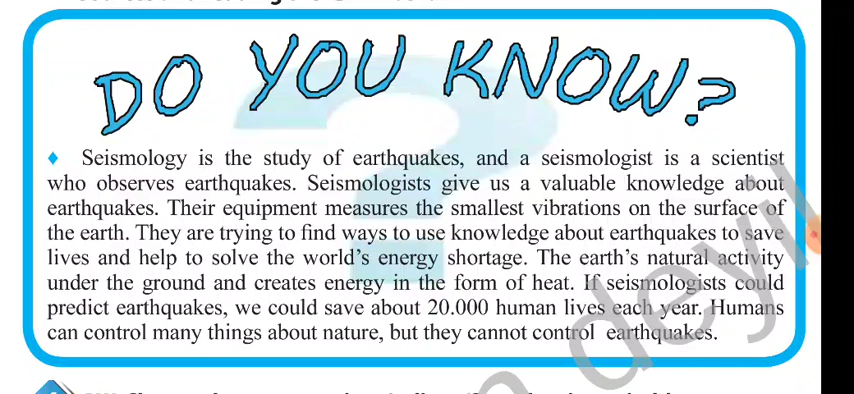 DO YOU KNOW?
♦ Seismology is the study of earthquakes, and a seismologist is a scientist
who observes earthquakes. Seismologists give us a valuable knowledge about
earthquakes. Their equipment measures the smallest vibrations on the surface of
the earth. They are trying to find ways to use knowledge about earthquakes to save
lives and help to solve the world's energy shortage. The earth's natural activity
under the ground and creates energy in the form of heat. If seismologists could
predict earthquakes, we could save about 20.000 human lives each year. Humans
can control many things about nature, but they cannot control earthquakes.
deyil